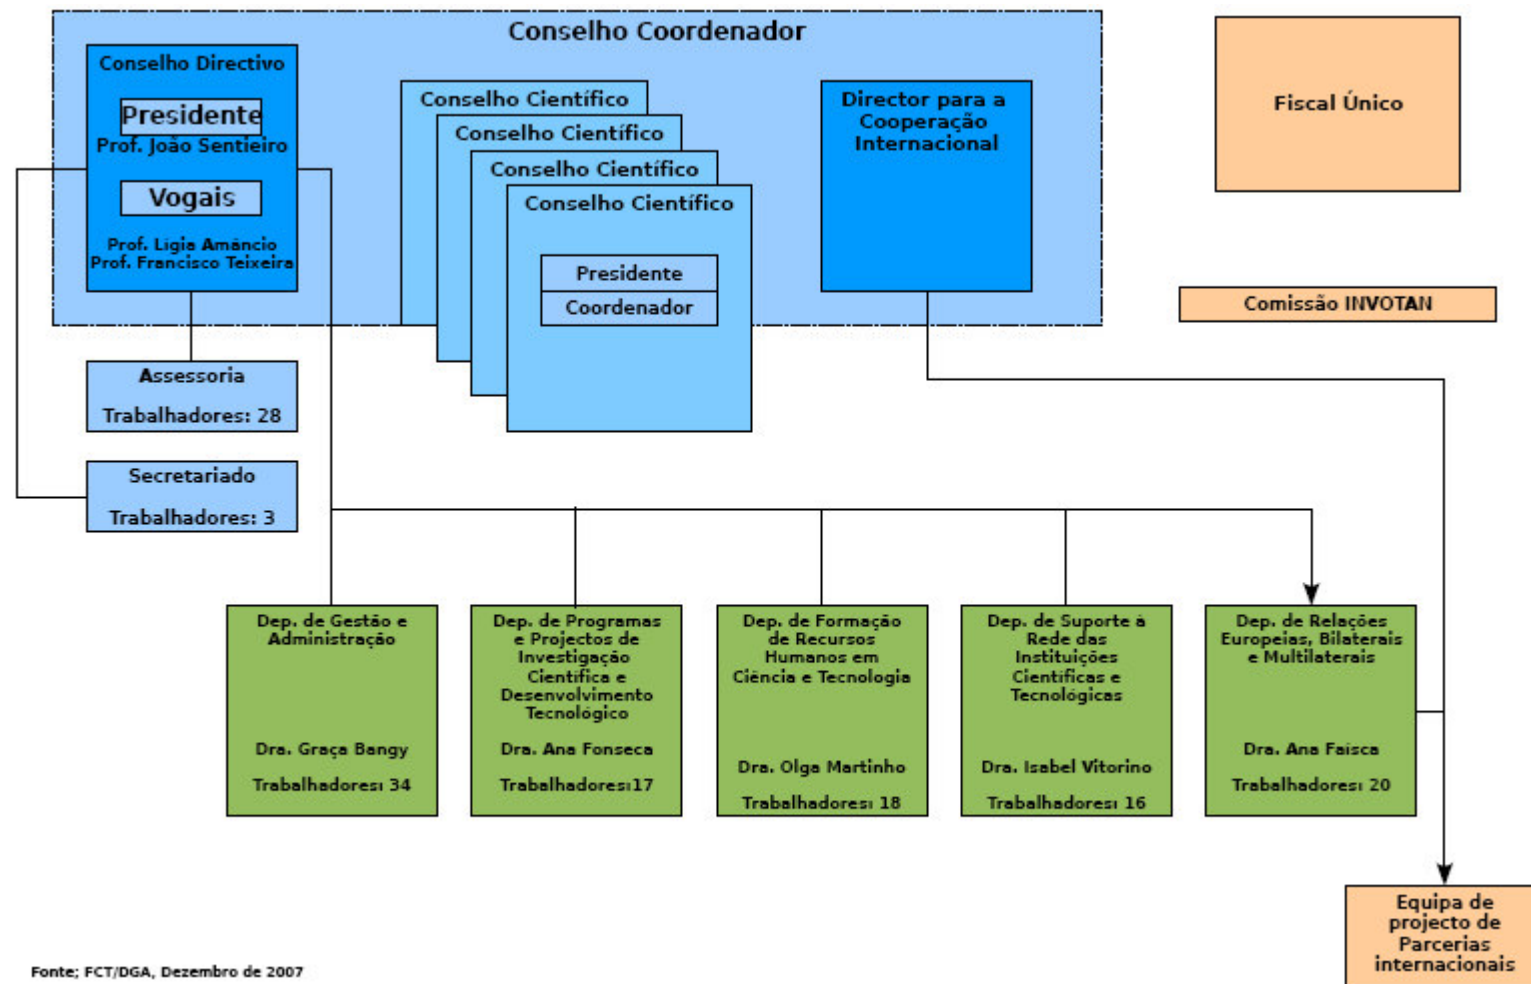 Conselho Coordenador
Conselho Directivo
Presidente
Prof. João Sentieiro
Vogais
Prof. Lígia Amâncio
Prof. Francisco Teixeira
Conselho Científico
Conselho Científico
Conselho Científico
Conselho Científico
Presidente
Coordenador
Director para a
Cooperação
Internacional
Fiscal Único
Comissão INVOTAN
Assessoria
Trabalhadores: 28
Secretariado
Trabalhadores: 3
Dep. de Gestão e
Administração
Dra. Graça Bangy
Trabalhadores: 34
Dep. de Programas
e Projectos de
Investigação
Científica e
Desenvolvimento
Tecnológico
Dra. Ana Fonseca
Trabalhadores:17
Dep. de Formação
de Recursos
Humanos em
Ciência e Tecnologia
Dra. Olga Martinho
Trabalhadores: 18
Dep. de Suporte à
Rede das
Instituições
Científicas e
Tecnológicas
Dra. Isabel Vitorino
Trabalhadores: 16
Dep. de Relações
Europeias, Bilaterais
e Multilaterais
Dra. Ana Faísca
Trabalhadores: 20
Equipa de
projecto de
Parcerias
internacionais
Fonte; FCT/DGA, Dezembro de 2007